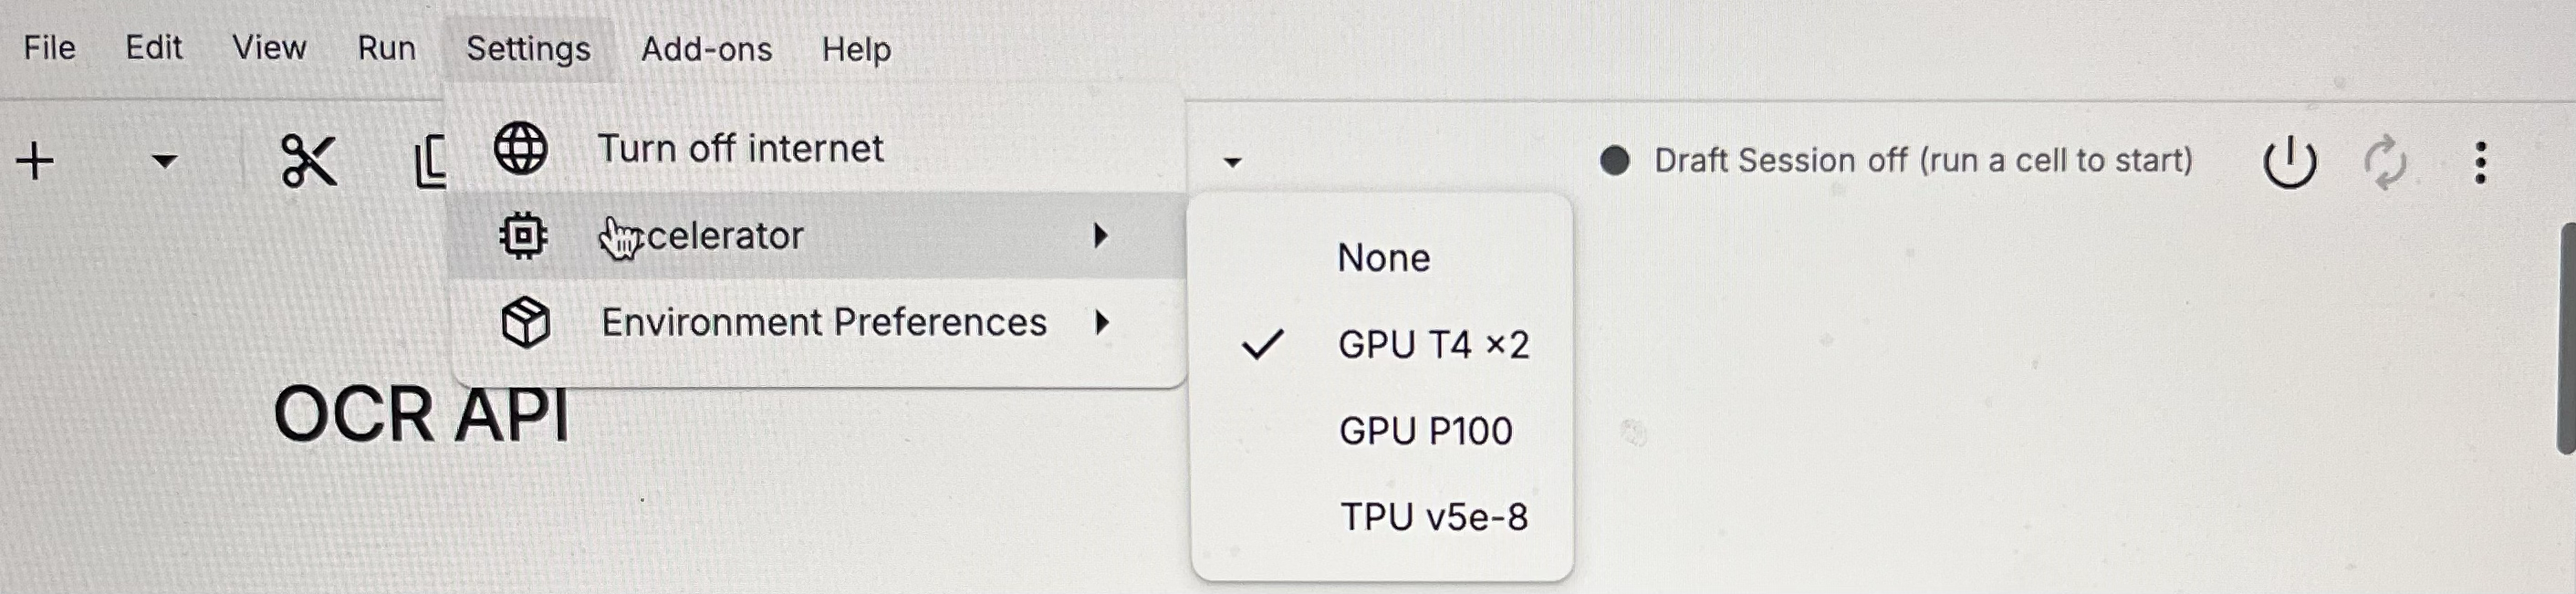 File Edit View Run Settings Add-ons Help
Draft Session off (run a cell to start)
Turn off internet
celerator
Environment Preferences
None
GPU T4 ×2
GPU P100
TPU v5e-8
OCR API